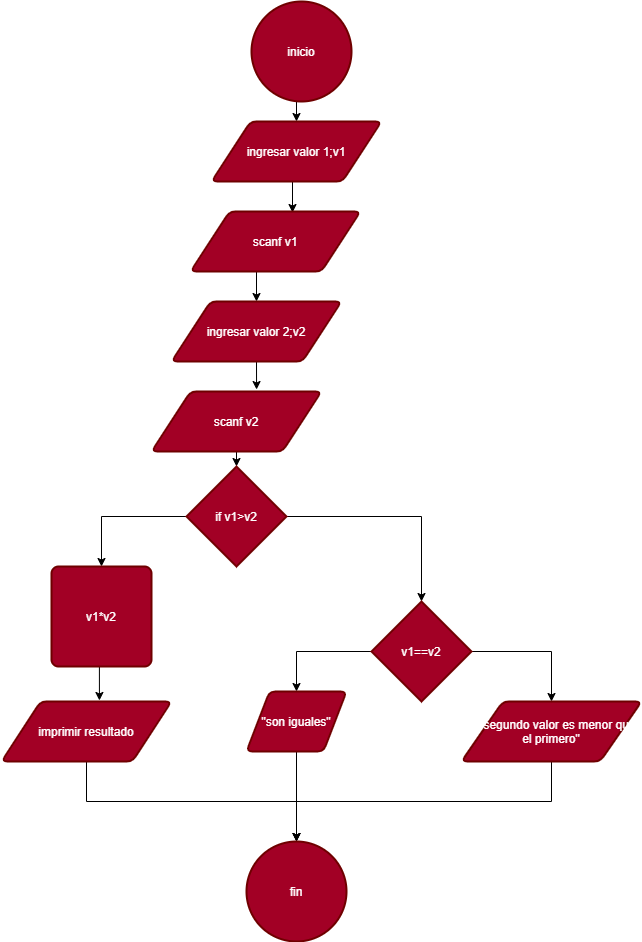 inicio
ingresar valor 1;v1
scanf v1
ingresar valor 2;v2
scanf v2
if v1>v2
v1*v2
v1==v2
imprimir resultado
"son iguales"
segundo valor es menor qu
el primero"
fin